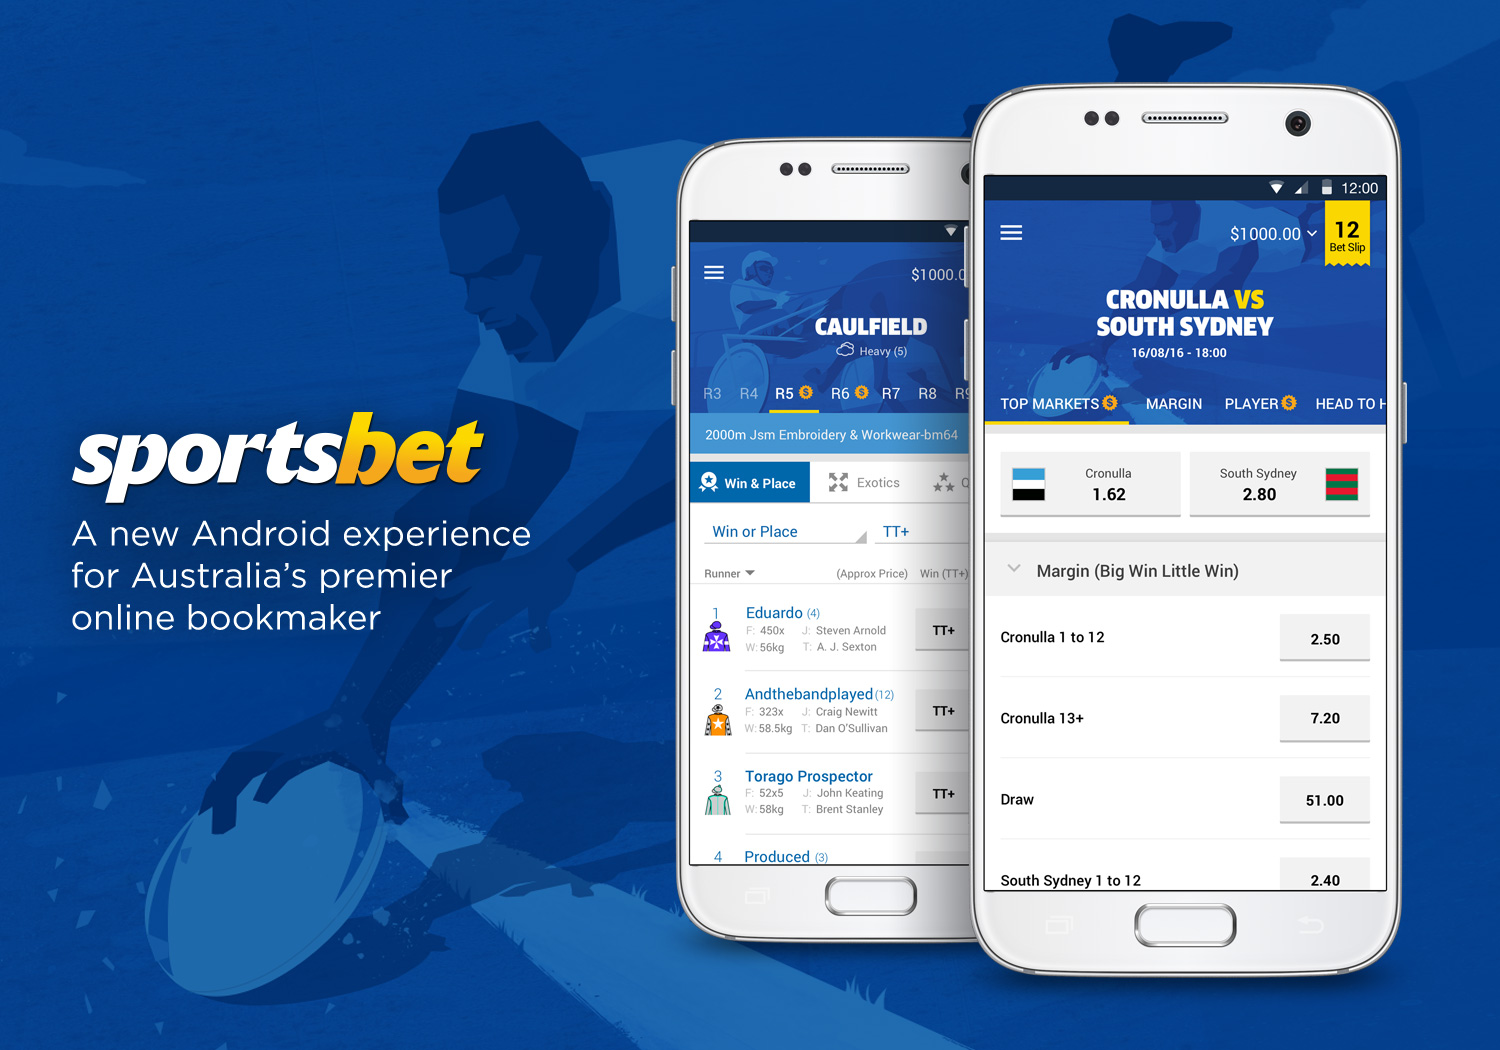 sportsbet
A new Android experience
for Australia's premier
online bookmaker
$1000.0
CAULFIELD
Heavy (5)
R3 R4 R5 $ R6 $ R7 R8 R9
2000m Jsm Embroidery & Workwear-bm64
Win & Place Exotics Q
Win or Place TT+
Runner (Approx Price) Win (TT+)
1 Eduardo (4)
F: 450x J: Steven Arnold
W: 56kg T: A. J. Sexton
TT+
2 Andthebandplayed (12)
F: 323x J: Craig Newitt
W: 58.5kg T: Dan O'Sullivan
TT+
3 Torago Prospector
F: 52x5 J: John Keating
W: 58kg T: Brent Stanley
TT+
4 Produced (3)
12:00
$1000.00
12
Bet Slip
CRONULLA VS
SOUTH SYDNEY
16/08/16 - 18:00
TOP MARKETS $ MARGIN PLAYER $ HEAD TO H
Cronulla
1.62
South Sydney
2.80
Margin (Big Win Little Win)
Cronulla 1 to 12 2.50
Cronulla 13+ 7.20
Draw 51.00
South Sydney 1 to 12 2.40